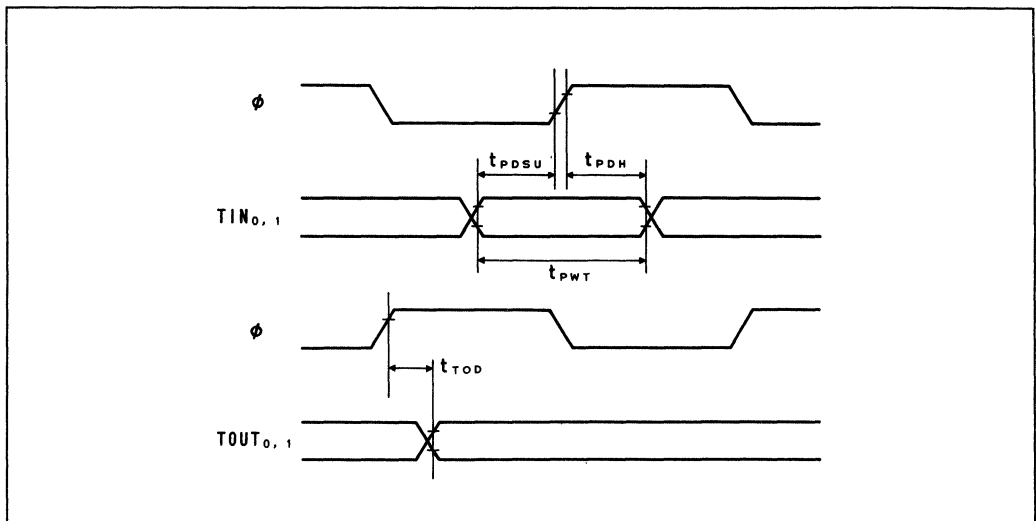 ϕ
tPDSU
tPDH
TIN0, 1
tPWT
ϕ
tTOD
TOUT0, 1